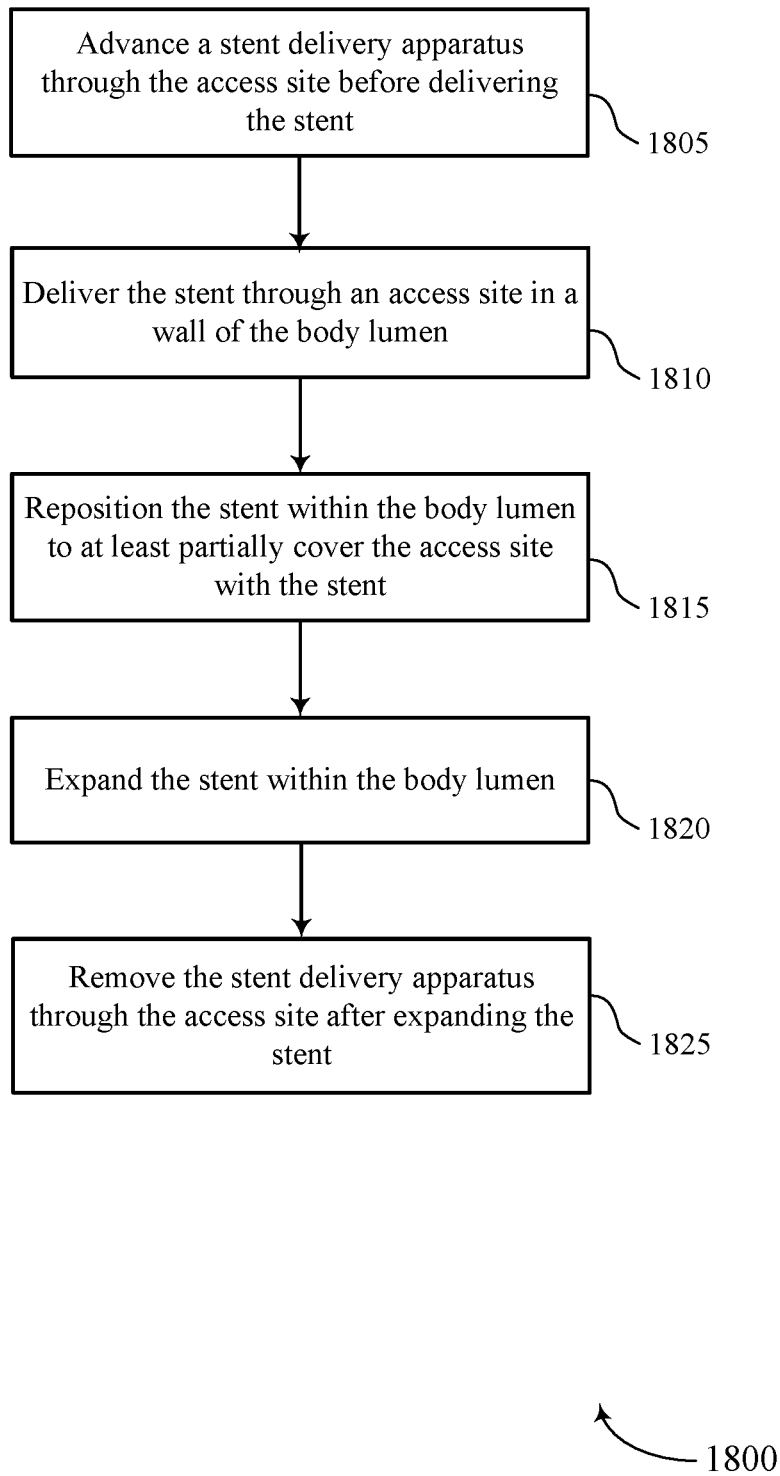 Advance a stent delivery apparatus
through the access site before delivering
the stent
1805
Deliver the stent through an access site in a
wall of the body lumen
1810
Reposition the stent within the body lumen
to at least partially cover the access site
with the stent
1815
Expand the stent within the body lumen
1820
Remove the stent delivery apparatus
through the access site after expanding the
stent
1825
1800